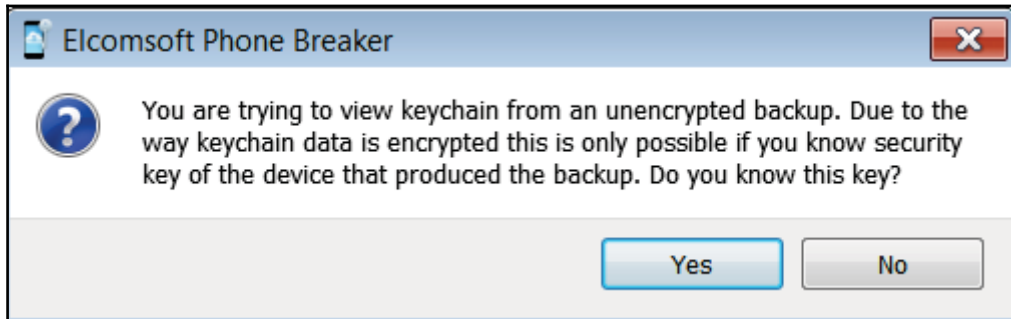 Elcomsoft Phone Breaker
You are trying to view keychain from an unencrypted backup. Due to the
way keychain data is encrypted this is only possible if you know security
key of the device that produced the backup. Do you know this key?
Yes
No